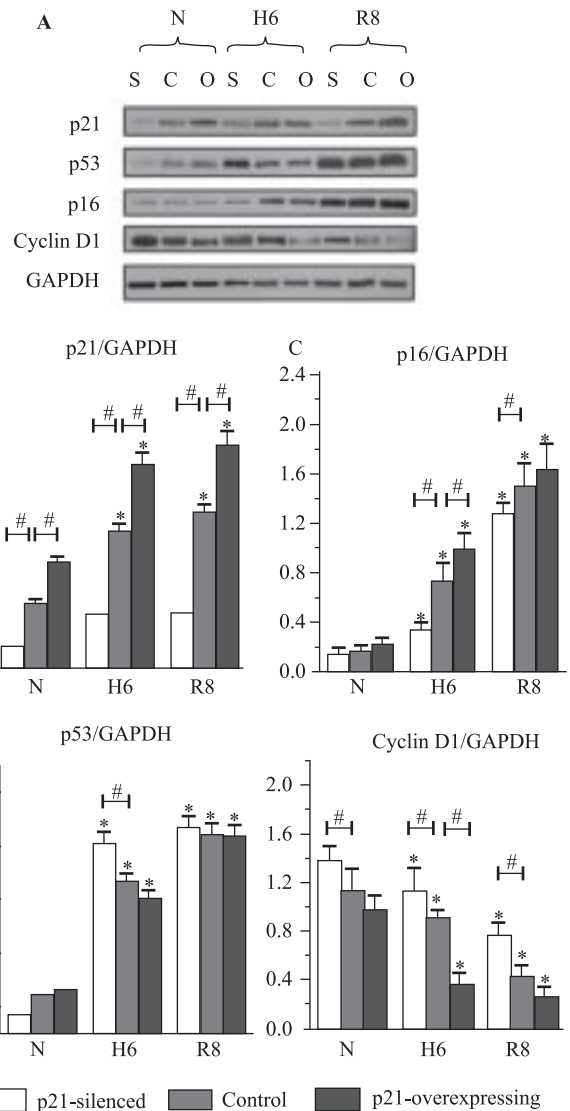 A
N H6 R8
S C O S C O S C O
p21
p53
p16
Cyclin D1
GAPDH
p21/GAPDH
# # # # # #
* * * *
N H6 R8
C
p16/GAPDH
2.4
2.0
1.6
1.2
0.8
0.4
0.0
# # #
* * * * * *
N H6 R8
p53/GAPDH
#
* * * * * *
N H6 R8
Cyclin D1/GAPDH
2.0
1.6
1.2
0.8
0.4
0.0
# # # #
* * * * * *
N H6 R8
p21-silenced Control p21-overexpressing